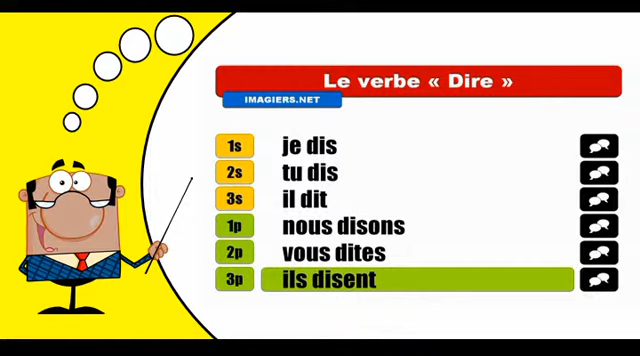 Le verbe « Dire »
IMAGIERS.NET
1s je dis
2s tu dis
3s il dit
1p nous disons
2p vous dites
3p ils disent